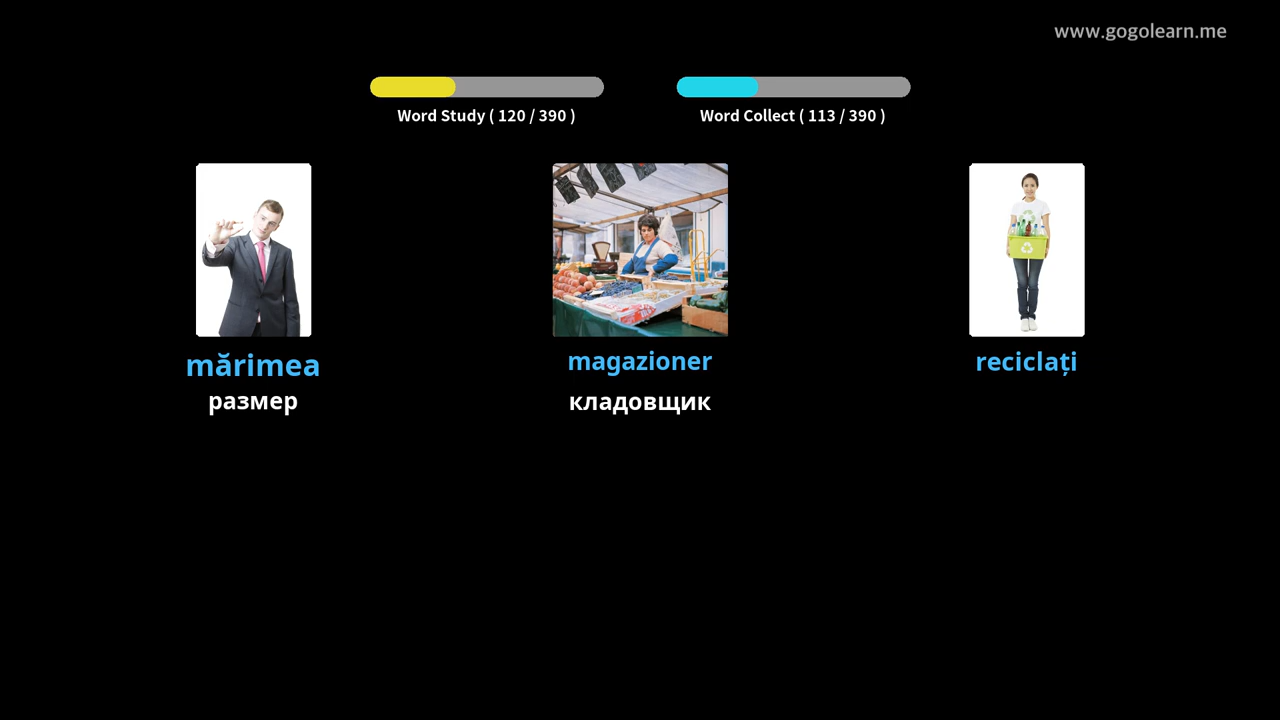 www.gogolearn.me
Word Study ( 120 / 390 )
Word Collect ( 113 / 390 )
mărimea
размер
magazioner
кладовщик
reciclați